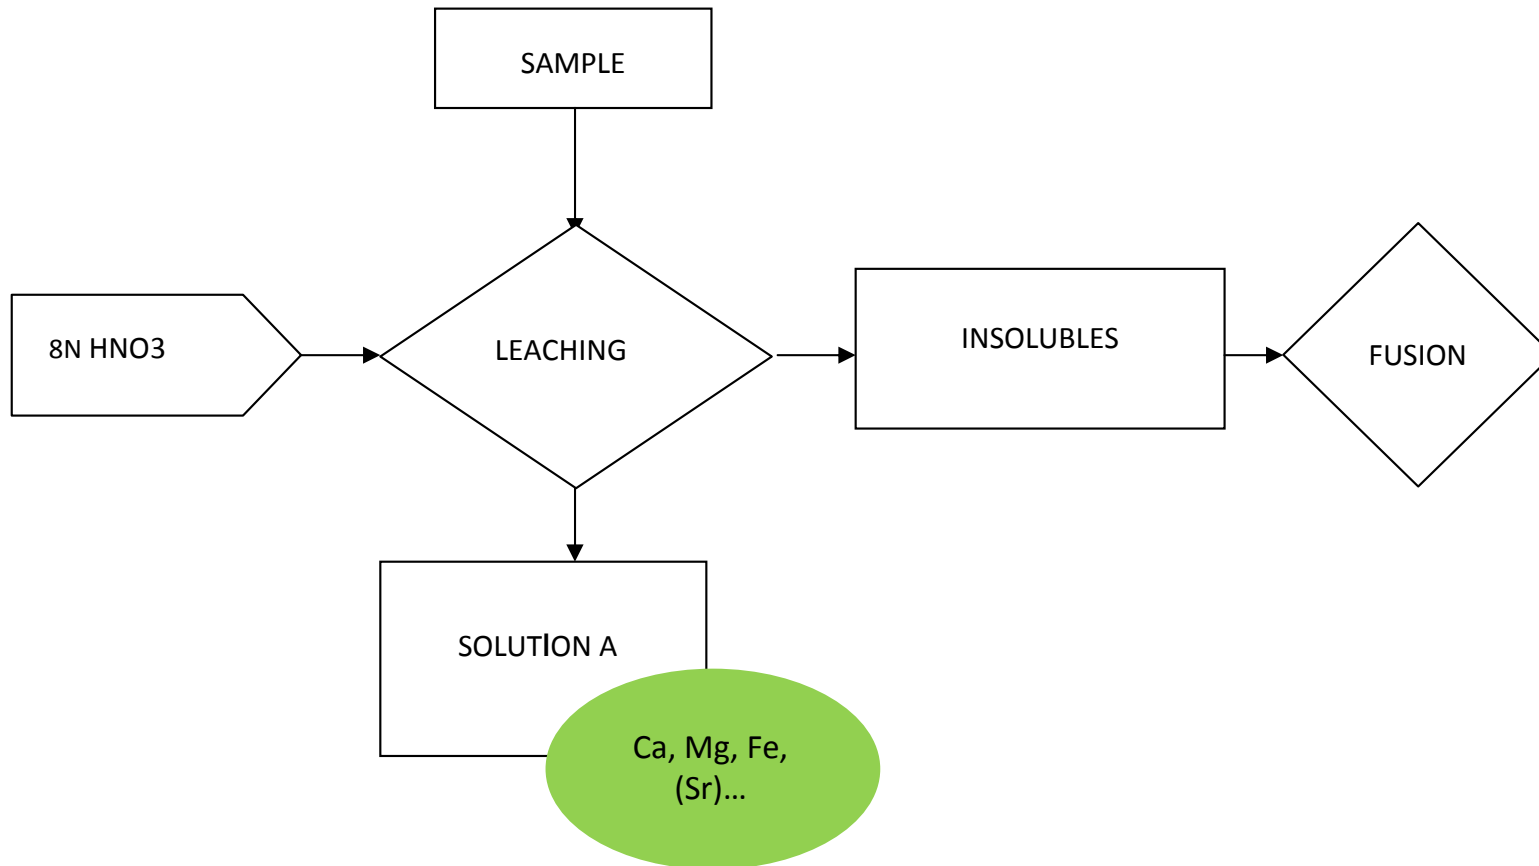 SAMPLE
8N HNO3
LEACHING
INSOLUBLES
FUSION
SOLUTION A
Ca, Mg, Fe,
(Sr)...